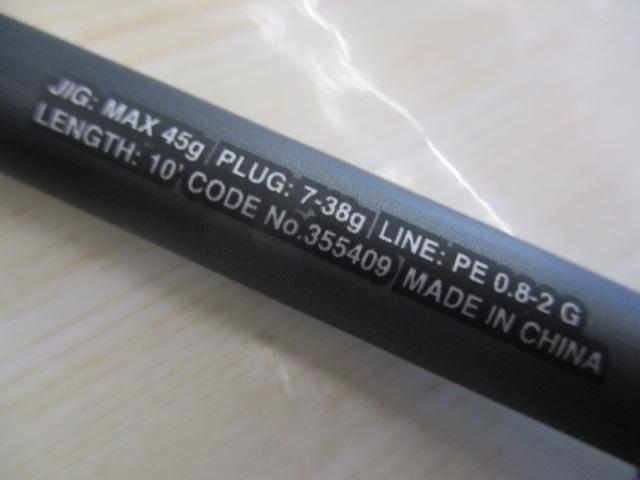 JIG: MAX 45g | PLUG: 7-38g | LINE: PE 0.8-2 G
LENGTH: 10' CODE No.355409 | MADE IN CHINA